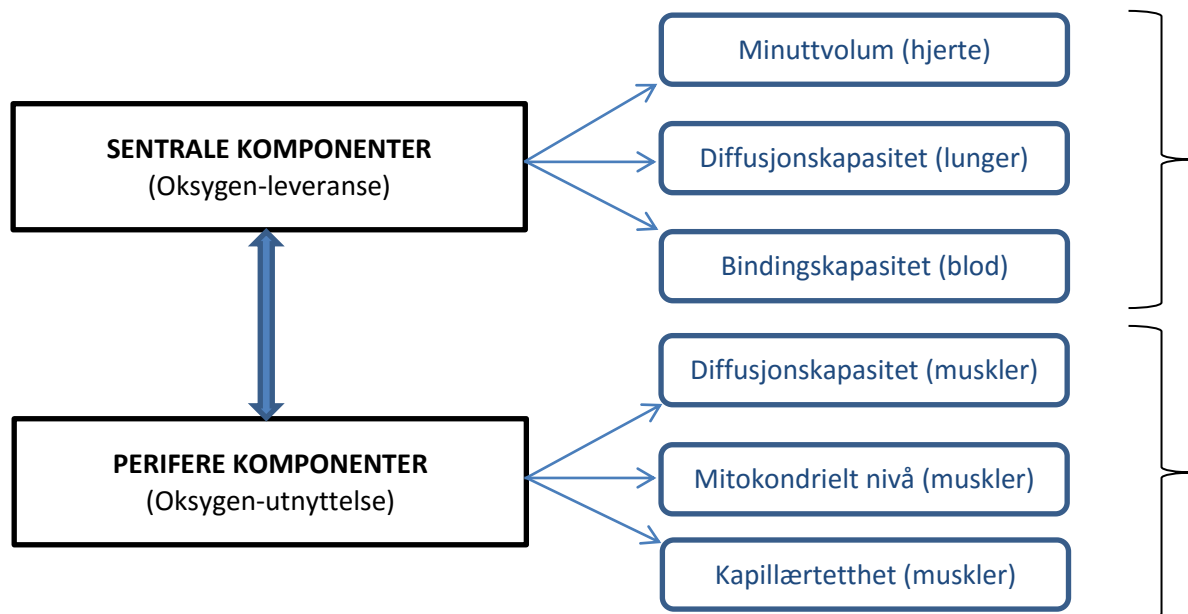 Minuttvolum (hjerte)
SENTRALE KOMPONENTER
(Oksygen-leveranse)
Diffusjonskapasitet (lunger)
Bindingskapasitet (blod)
Diffusjonskapasitet (muskler)
PERIFERE KOMPONENTER
(Oksygen-utnyttelse)
Mitokondrielt nivå (muskler)
Kapillærtetthet (muskler)